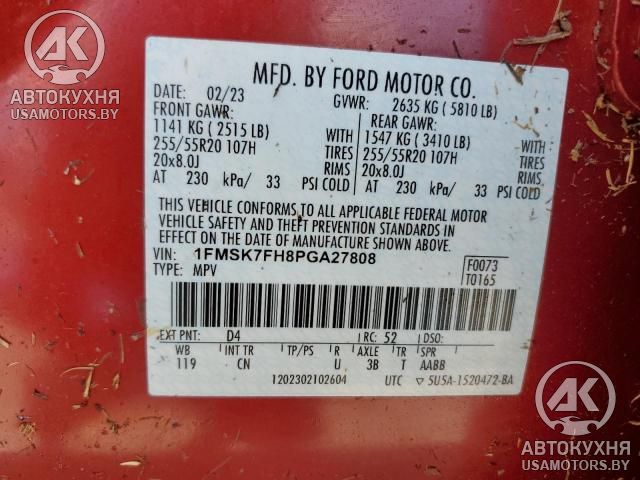 MFD. BY FORD MOTOR CO.
DATE: 02/23 GVWR: 2635 KG ( 5810 LB)
FRONT GAWR: REAR GAWR:
1141 KG ( 2515 LB) WITH 1547 KG ( 3410 LB) WITH
255/55R20 107H TIRES 255/55R20 107H TIRES
20x8.0J RIMS 20x8.0J RIMS
AT 230 kPa/ 33 PSI COLD AT 230 kPa/ 33 PSI COLD
THIS VEHICLE CONFORMS TO ALL APPLICABLE FEDERAL MOTOR
VEHICLE SAFETY AND THEFT PREVENTION STANDARDS IN
EFFECT ON THE DATE OF MANUFACTURE SHOWN ABOVE.
VIN: 1FMSK7FH8PGA27808 F0073
TYPE: MPV T0165
EXT PNT: D4 RC: 52 DSO:
WB INT TR TP/PS R AXLE TR SPR
119 CN U 3B T AABB
1202302102604 UTC 5U5A-1520472-BA
АК
АВТОКУХНЯ
USAMOTORS.BY
АК
АВТОКУХНЯ
USAMOTORS.BY